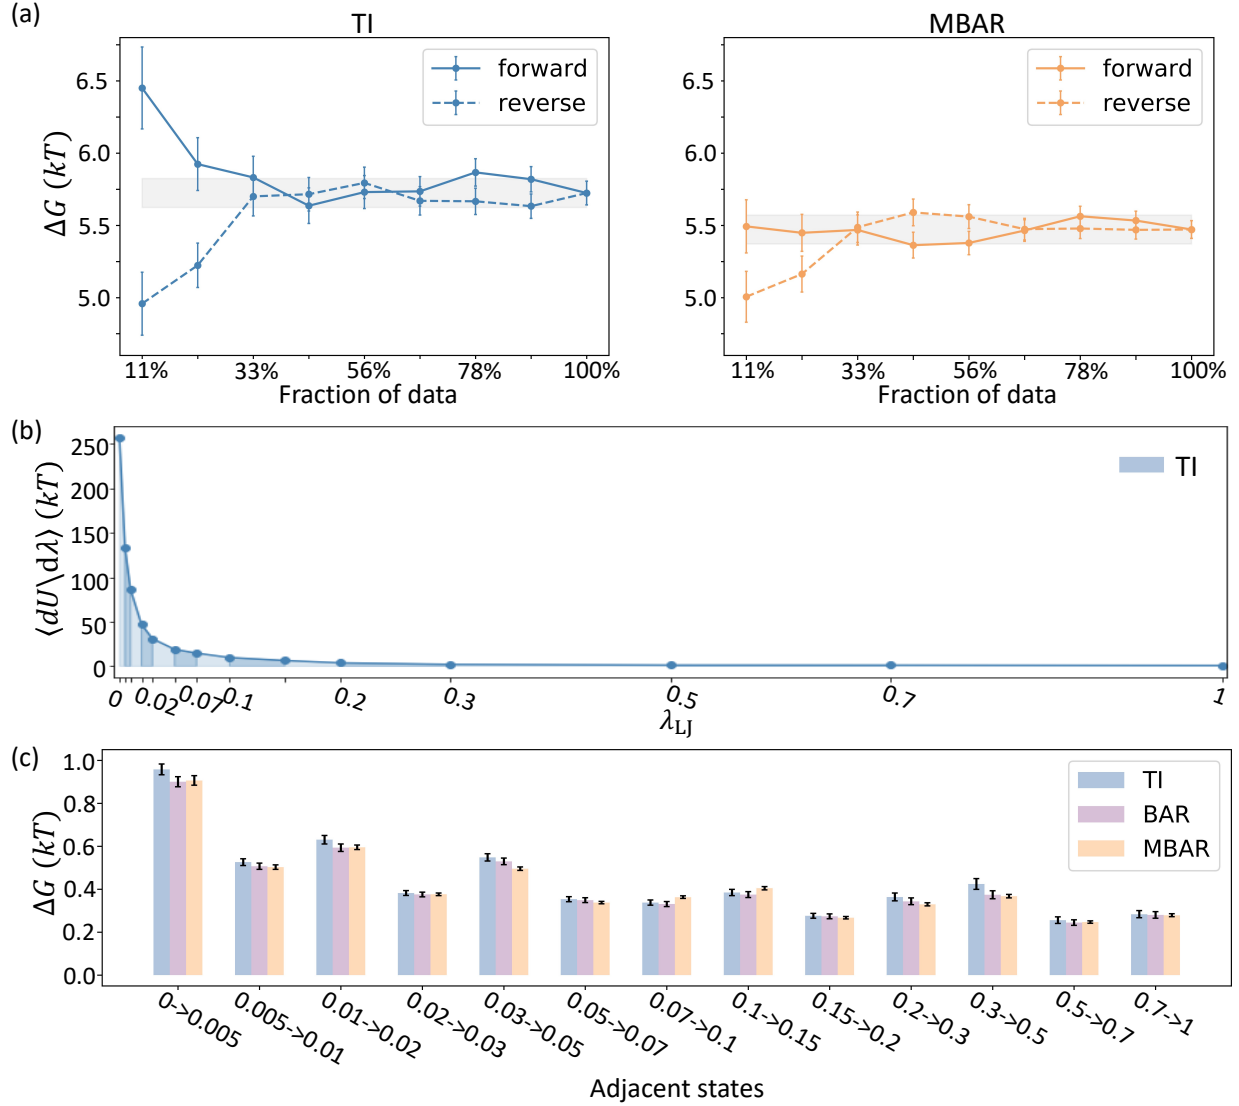 (a)
TI
MBAR
forward
reverse
forward
reverse
6.5
6.0
5.5
5.0
ΔG (kT)
11% 33% 56% 78% 100%
Fraction of data
6.5
6.0
5.5
5.0
11% 33% 56% 78% 100%
Fraction of data
(b)
TI
250
200
150
100
50
0
⟨dU\dλ⟩ (kT)
0 0.02 0.07 0.1 0.2 0.3 0.5 0.7 1
λLJ
(c)
TI
BAR
MBAR
1.0
0.8
0.6
0.4
0.2
0.0
ΔG (kT)
0->0.005 0.005->0.01 0.01->0.02 0.02->0.03 0.03->0.05 0.05->0.07 0.07->0.1 0.1->0.15 0.15->0.2 0.2->0.3 0.3->0.5 0.5->0.7 0.7->1
Adjacent states